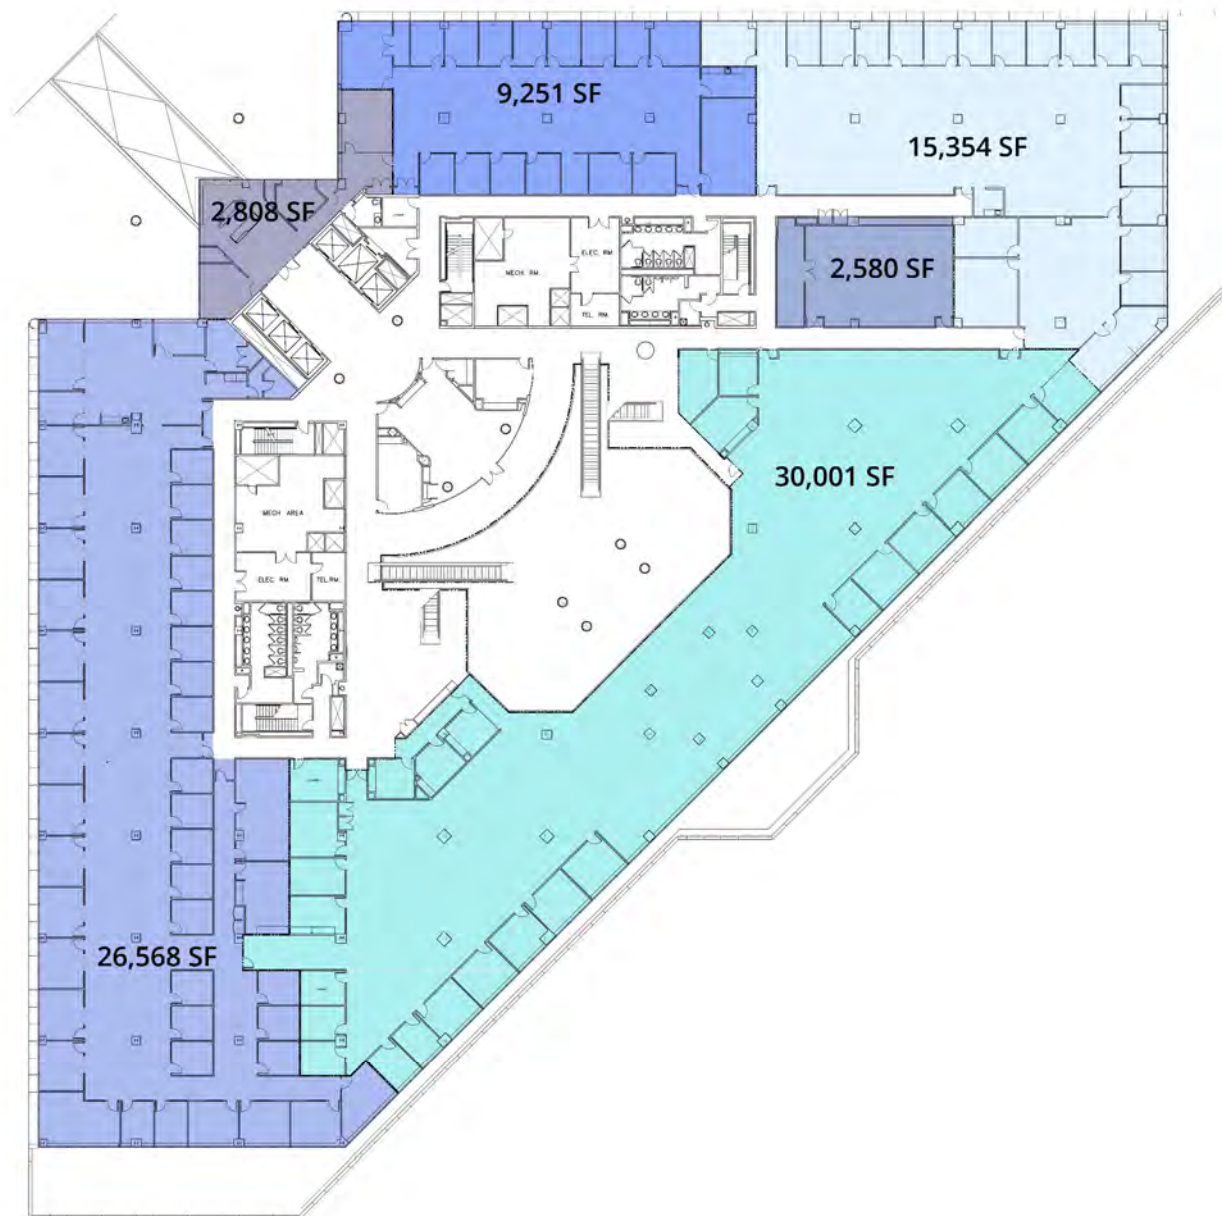 9,251 SF
15,354 SF
2,808 SF
ELEC. RM.
MECH. RM.
2,580 SF
TEL. RM.
30,001 SF
MECH AREA
ELEC. RM.
TEL.RM.
26,568 SF